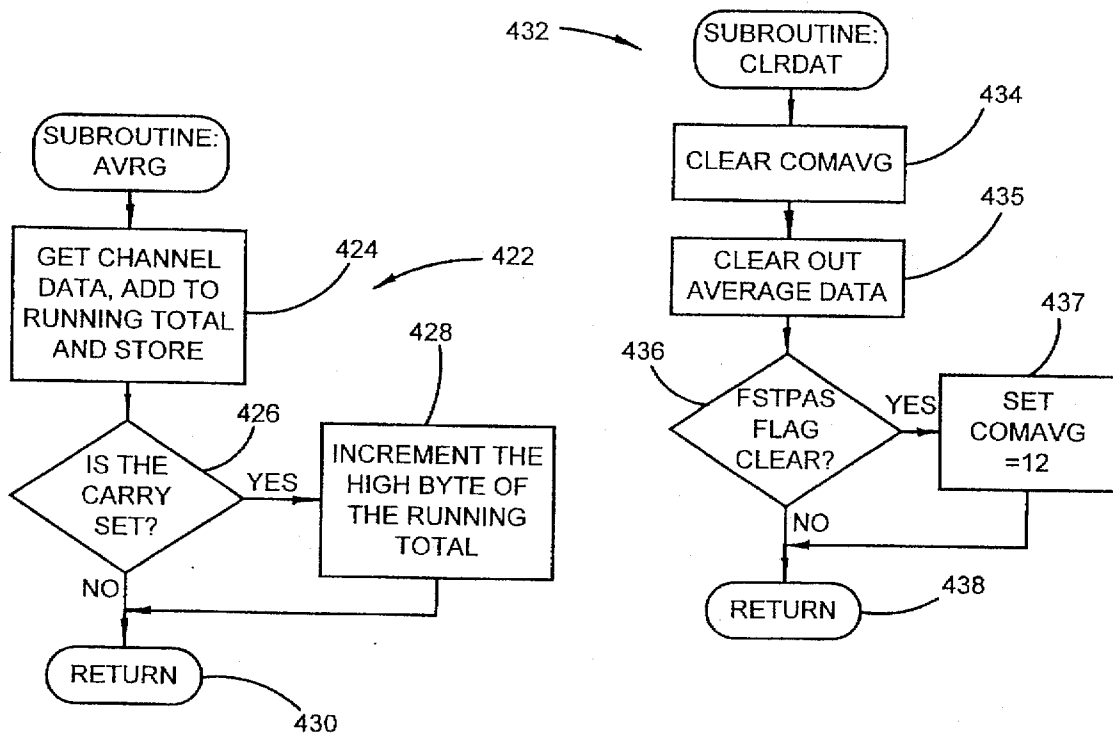 SUBROUTINE:
AVRG
GET CHANNEL
DATA, ADD TO
RUNNING TOTAL
AND STORE
424
422
IS THE
CARRY
SET?
426
YES
NO
INCREMENT THE
HIGH BYTE OF
THE RUNNING
TOTAL
428
RETURN
430
432
SUBROUTINE:
CLRDAT
CLEAR COMAVG
434
CLEAR OUT
AVERAGE DATA
435
436
FSTPAS
FLAG
CLEAR?
YES
NO
SET
COMAVG
=12
437
RETURN
438